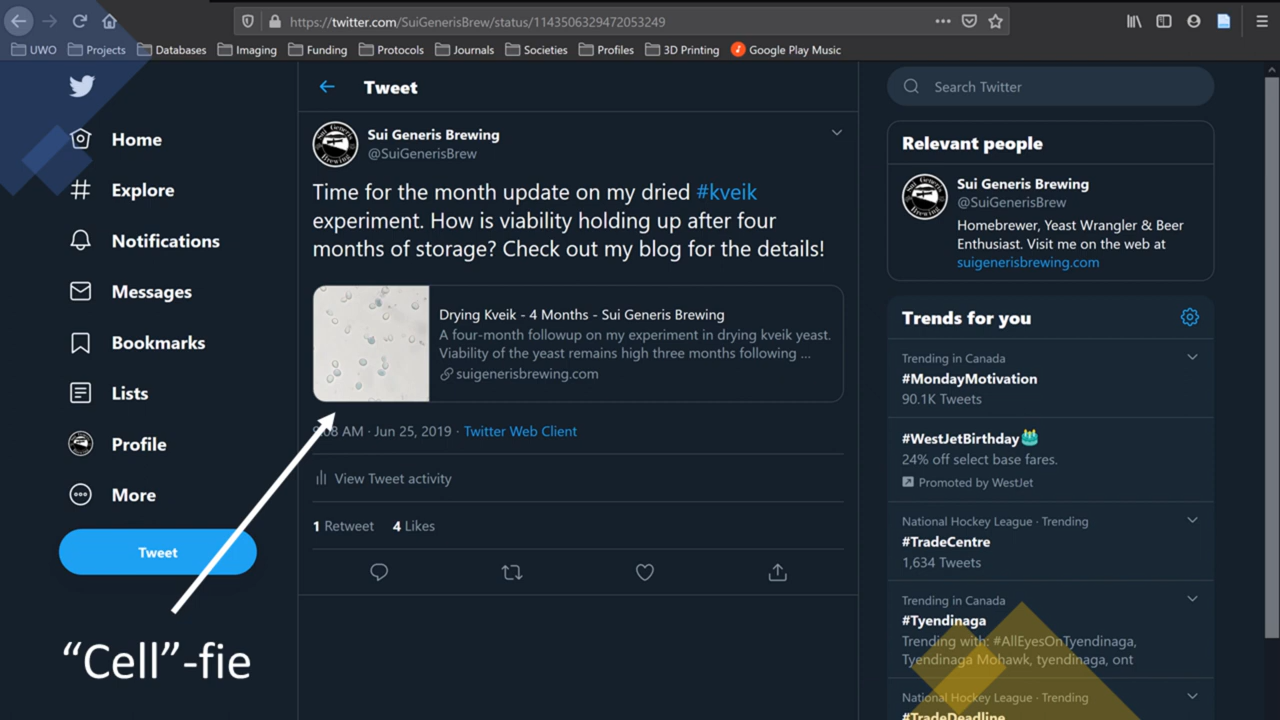 https://twitter.com/SuiGenerisBrew/status/1143506329472053249
UWO Projects Databases Imaging Funding Protocols Journals Societies Profiles 3D Printing Google Play Music
Home
Explore
Notifications
Messages
Bookmarks
Lists
Profile
More
Tweet
"Cell"-fie
Tweet
Sui Generis Brewing
@SuiGenerisBrew
Time for the month update on my dried #kveik
experiment. How is viability holding up after four
months of storage? Check out my blog for the details!
Drying Kveik - 4 Months - Sui Generis Brewing
A four-month followup on my experiment in drying kveik yeast.
Viability of the yeast remains high three months following ...
suigenerisbrewing.com
AM · Jun 25, 2019 · Twitter Web Client
View Tweet activity
1 Retweet 4 Likes
Search Twitter
Relevant people
Sui Generis Brewing
@SuiGenerisBrew
Homebrewer, Yeast Wrangler & Beer
Enthusiast. Visit me on the web at
suigenerisbrewing.com
Trends for you
Trending in Canada
#MondayMotivation
90.1K Tweets
#WestJetBirthday
24% off select base fares.
Promoted by WestJet
National Hockey League · Trending
#TradeCentre
1,634 Tweets
Trending in Canada
#Tyendinaga
Trending with: #AllEyesOnTyendinaga,
Tyendinaga Mohawk, tyendinaga, ont
National Hockey League · Trending
#TradeDeadline